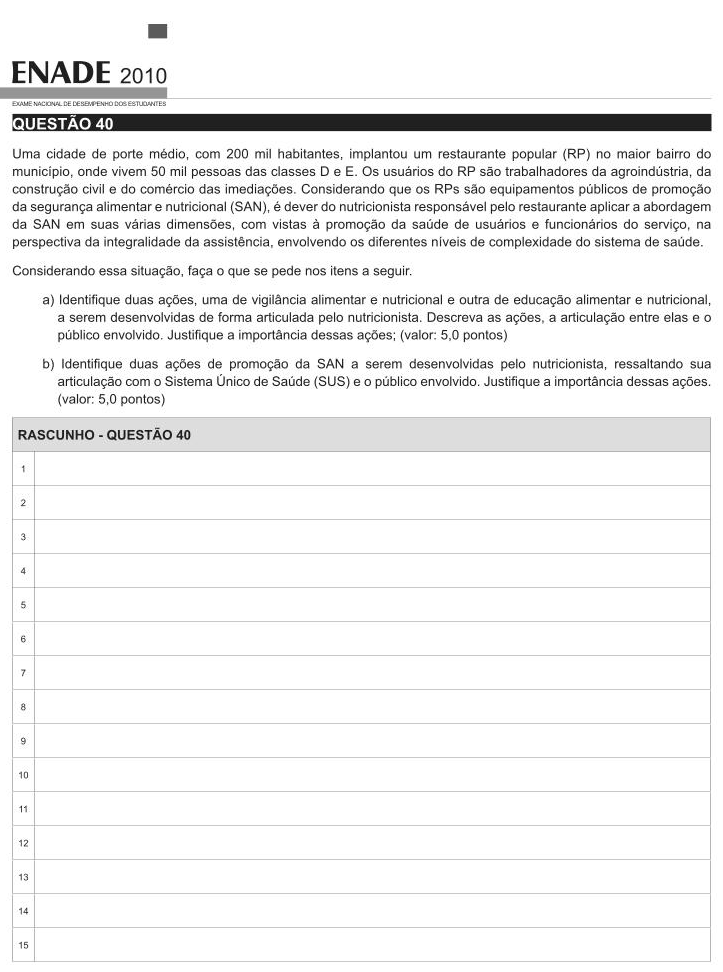 ENADE 2010
EXAME NACIONAL DE DESEMPENHO DOS ESTUDANTES
QUESTÃO 40
Uma cidade de porte médio, com 200 mil habitantes, implantou um restaurante popular (RP) no maior bairro do
município, onde vivem 50 mil pessoas das classes D e E. Os usuários do RP são trabalhadores da agroindústria, da
construção civil e do comércio das imediações. Considerando que os RPs são equipamentos públicos de promoção
da segurança alimentar e nutricional (SAN), é dever do nutricionista responsável pelo restaurante aplicar a abordagem
da SAN em suas várias dimensões, com vistas à promoção da saúde de usuários e funcionários do serviço, na
perspectiva da integralidade da assistência, envolvendo os diferentes níveis de complexidade do sistema de saúde.
Considerando essa situação, faça o que se pede nos itens a seguir.
a) Identifique duas ações, uma de vigilância alimentar e nutricional e outra de educação alimentar e nutricional,
a serem desenvolvidas de forma articulada pelo nutricionista. Descreva as ações, a articulação entre elas e o
público envolvido. Justifique a importância dessas ações; (valor: 5,0 pontos)
b) Identifique duas ações de promoção da SAN a serem desenvolvidas pelo nutricionista, ressaltando sua
articulação com o Sistema Único de Saúde (SUS) e o público envolvido. Justifique a importância dessas ações.
(valor: 5,0 pontos)
RASCUNHO - QUESTÃO 40
1
2
3
4
5
6
7
8
9
10
11
12
13
14
15